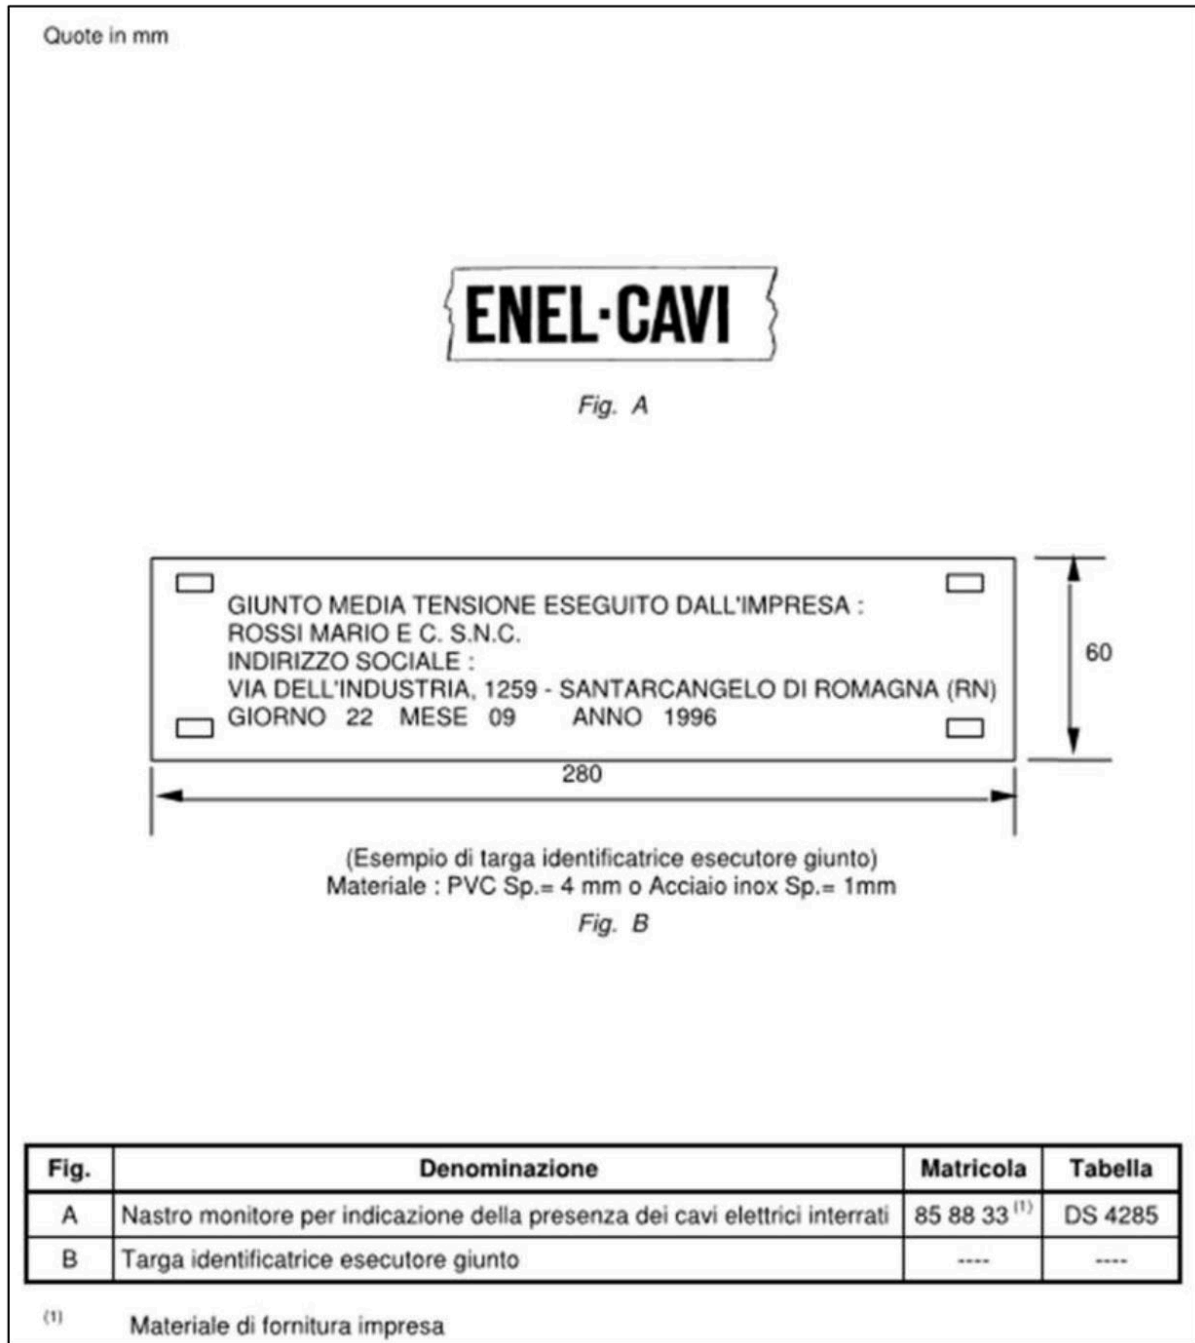 Quote in mm
ENEL·CAVI
Fig. A
GIUNTO MEDIA TENSIONE ESEGUITO DALL'IMPRESA :
ROSSI MARIO E C. S.N.C.
INDIRIZZO SOCIALE :
VIA DELL'INDUSTRIA, 1259 - SANTARCANGELO DI ROMAGNA (RN)
GIORNO 22 MESE 09 ANNO 1996
60
280
(Esempio di targa identificatrice esecutore giunto)
Materiale : PVC Sp.= 4 mm o Acciaio inox Sp.= 1mm
Fig. B
Fig. Denominazione Matricola Tabella
A Nastro monitore per indicazione della presenza dei cavi elettrici interrati 85 88 33 (1) DS 4285
B Targa identificatrice esecutore giunto ---- ----
(1) Materiale di fornitura impresa